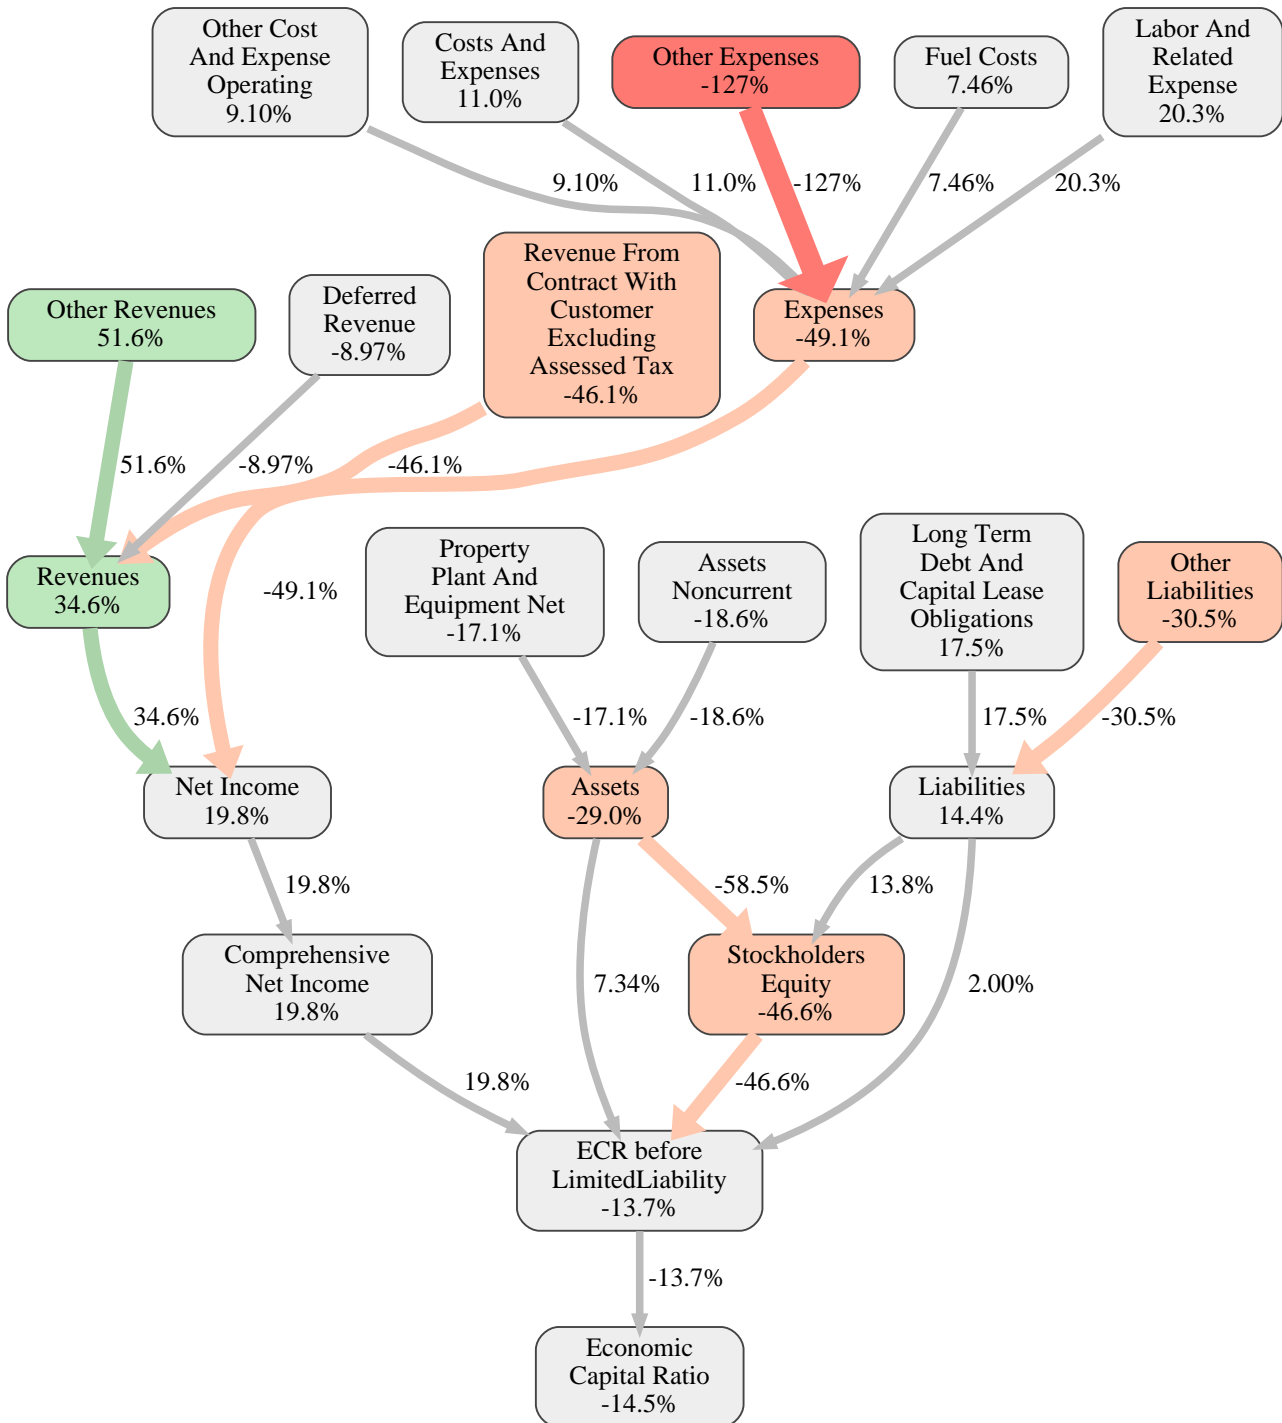 Other Cost
And Expense
Operating
9.10%
Costs And
Expenses
11.0%
Other Expenses
-127%
Fuel Costs
7.46%
Labor And
Related
Expense
20.3%
9.10%
11.0%
-127%
7.46%
20.3%
Other Revenues
51.6%
Deferred
Revenue
-8.97%
Revenue From
Contract With
Customer
Excluding
Assessed Tax
-46.1%
Expenses
-49.1%
51.6%
-8.97%
-46.1%
Revenues
34.6%
-49.1%
Property
Plant And
Equipment Net
-17.1%
Assets
Noncurrent
-18.6%
Long Term
Debt And
Capital Lease
Obligations
17.5%
Other
Liabilities
-30.5%
34.6%
-17.1%
-18.6%
17.5%
-30.5%
Net Income
19.8%
Assets
-29.0%
Liabilities
14.4%
19.8%
-58.5%
13.8%
Comprehensive
Net Income
19.8%
7.34%
Stockholders
Equity
-46.6%
2.00%
19.8%
-46.6%
ECR before
LimitedLiability
-13.7%
-13.7%
Economic
Capital Ratio
-14.5%